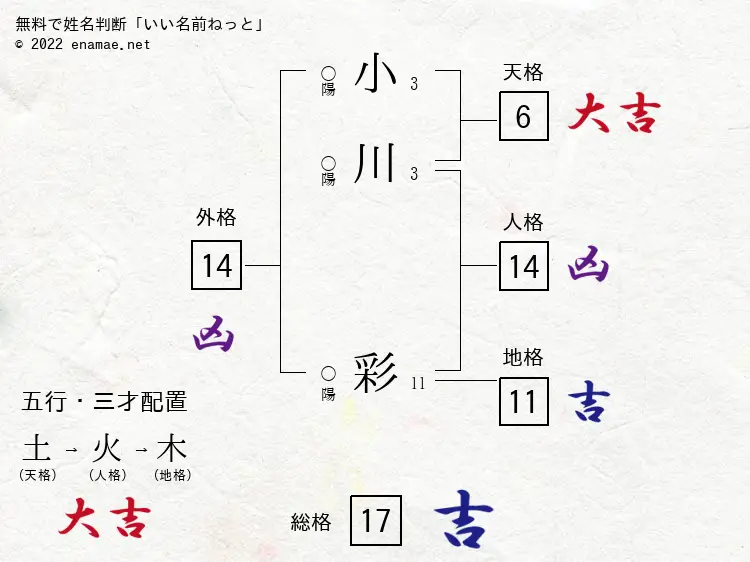 無料で姓名判断「いい名前ねっと」
© 2022 enamae.net
天格
6 大吉
○陽 小 3
○陽 川 3
外格
14
凶
人格
14 凶
地格
11 吉
○陽 彩 11
五行・三才配置
土→火→木
(天格) (人格) (地格)
大吉
総格 17 吉